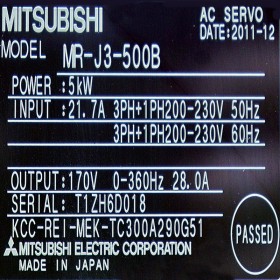 MITSUBISHI
AC SERVO
DATE:2011-12
MODEL MR-J3-500B
POWER :5kW
INPUT :21.7A 3PH+1PH200-230V 50Hz
3PH+1PH200-230V 60Hz
OUTPUT:170V 0-360Hz 28.0A
SERIAL: T1ZH6D018
KCC-REI-MEK-TC300A290G51
MITSUBISHI ELECTRIC CORPORATION
MADE IN JAPAN
PASSED